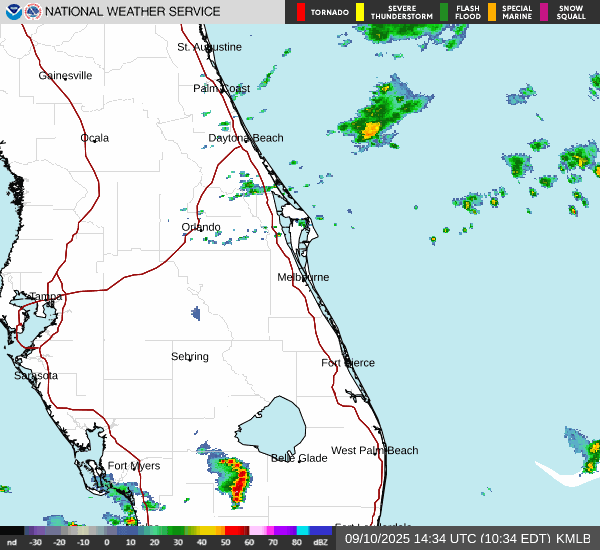 NATIONAL WEATHER SERVICE
TORNADO
SEVERE
THUNDERSTORM
FLASH
FLOOD
SPECIAL
MARINE
SNOW
SQUALL
St. Augustine
Gainesville
Palm Coast
Ocala
Daytona Beach
Orlando
Melbourne
Tampa
Sebring
Fort Pierce
Sarasota
West Palm Beach
Belle Glade
Fort Myers
Fort Lauderdale
nd -30 -20 -10 0 10 20 30 40 50 60 70 80 dBZ
09/10/2025 14:34 UTC (10:34 EDT) KMLB